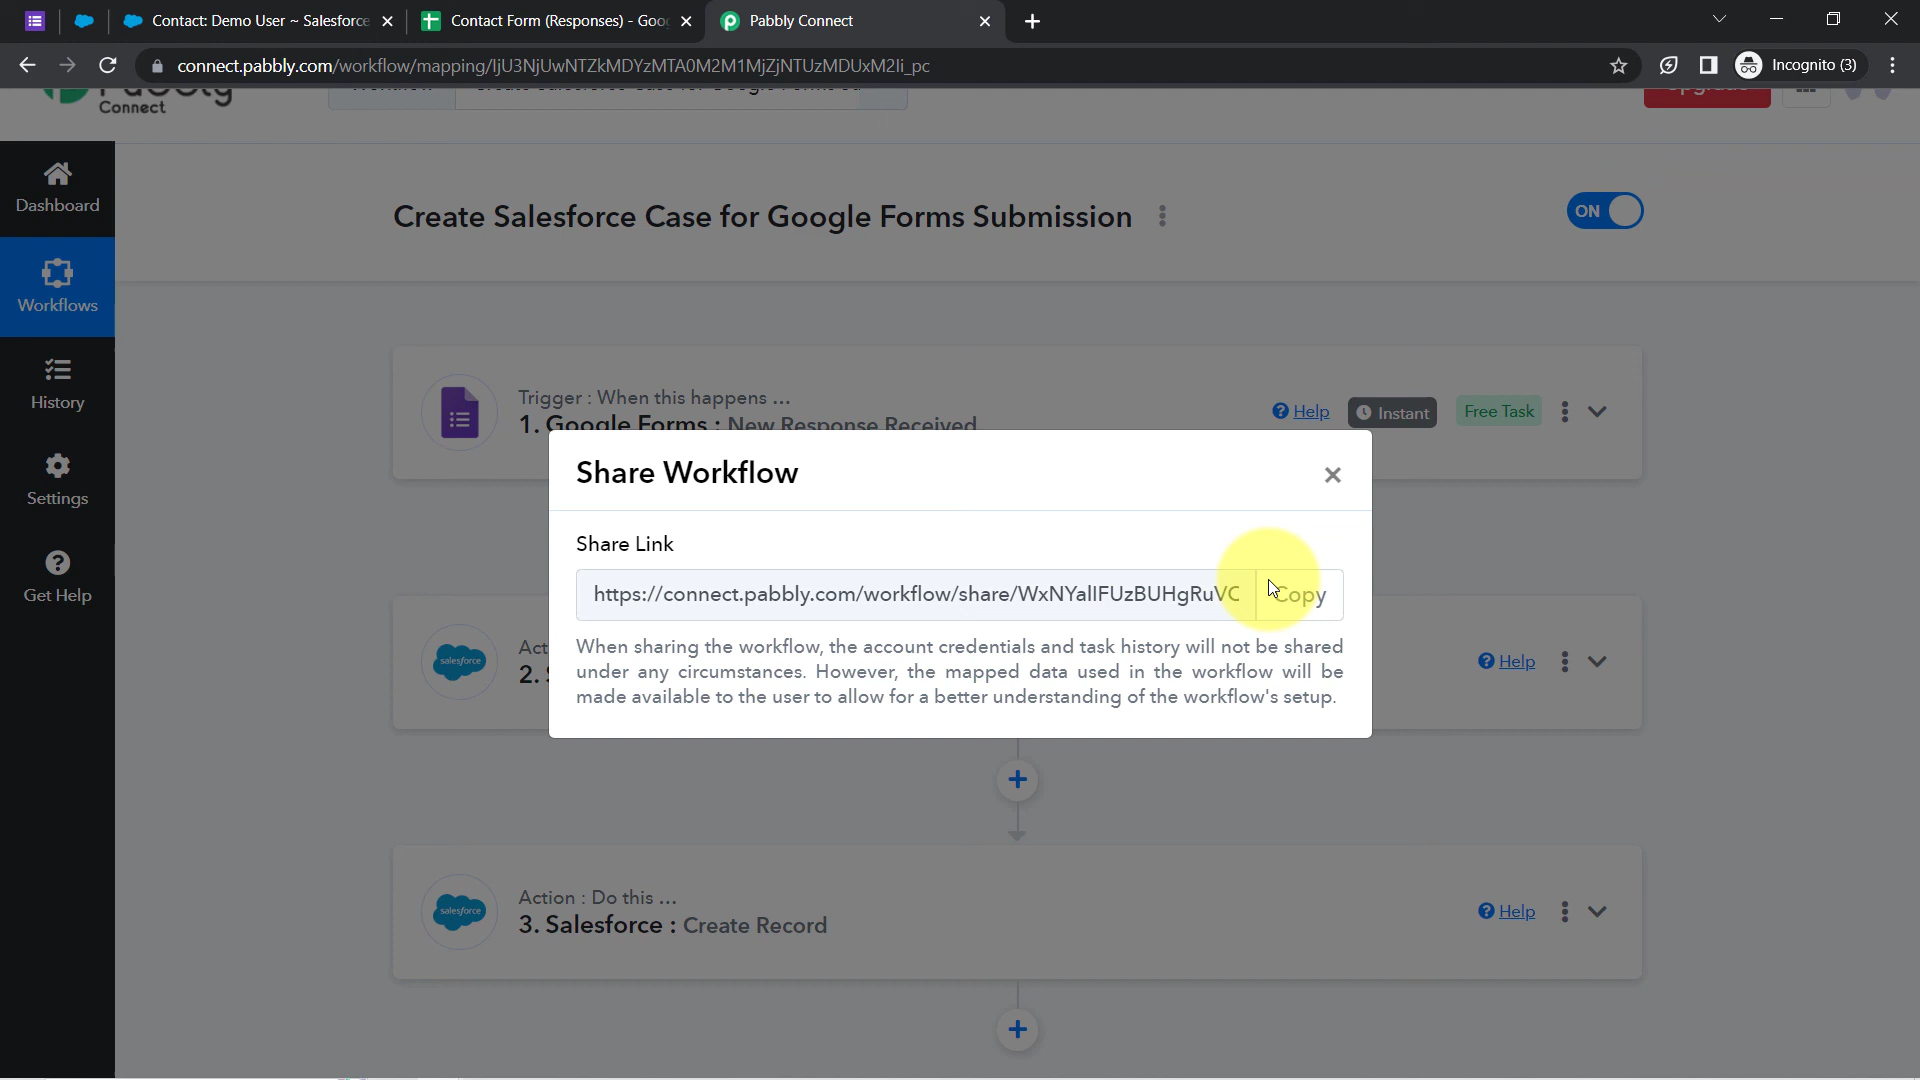 Contact: Demo User ~ Salesforce
Contact Form (Responses) - Goo
Pabbly Connect
connect.pabbly.com/workflow/mapping/IjU3NjUwNTZkMDYzMTA0M2M1MjZjNTUzMDUxM2Ii_pc
Incognito (3)
Pabbly
Connect
Upgrade
Dashboard
Workflows
History
Settings
Get Help
Create Salesforce Case for Google Forms Submission
ON
Trigger : When this happens ...
1. Google Forms : New Response Received
Help
Instant
Free Task
Share Workflow
Share Link
https://connect.pabbly.com/workflow/share/WxNYalIFUzBUHgRuVC
Copy
When sharing the workflow, the account credentials and task history will not be shared
under any circumstances. However, the mapped data used in the workflow will be
made available to the user to allow for a better understanding of the workflow's setup.
salesforce
Act
2. S
Help
salesforce
Action : Do this ...
3. Salesforce : Create Record
Help